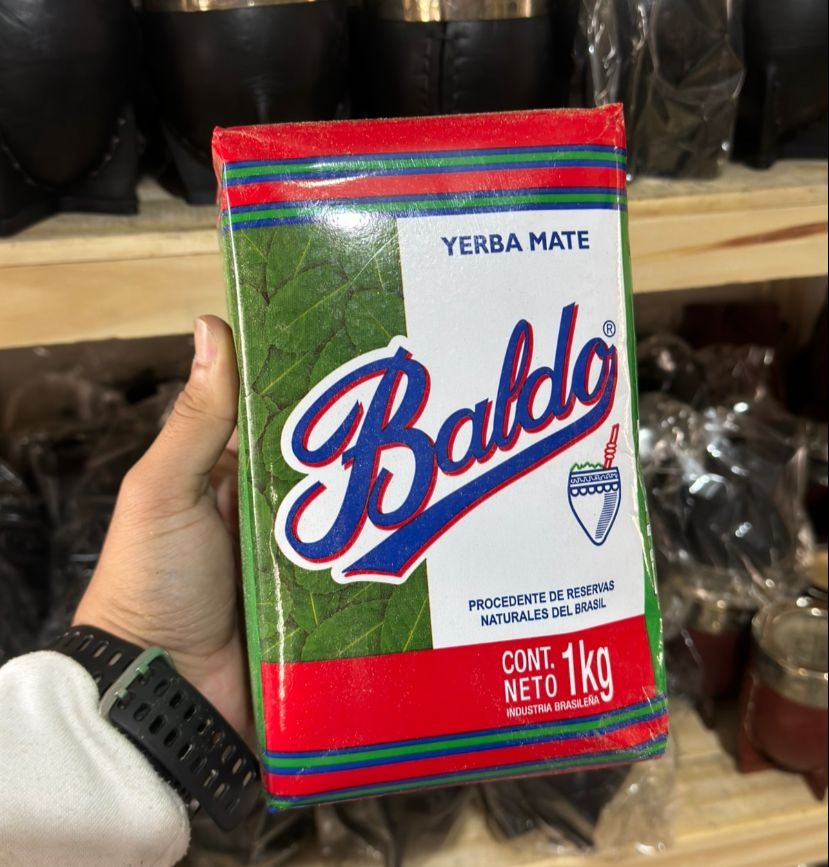 YERBA MATE
Baldo®
PROCEDENTE DE RESERVAS
NATURALES DEL BRASIL
CONT.
NETO 1kg
INDUSTRIA BRASILEÑA